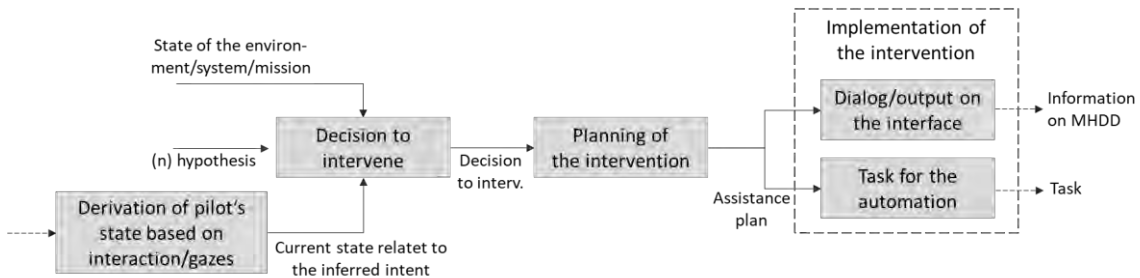 State of the environ-
ment/system/mission
(n) hypothesis
Derivation of pilot's
state based on
interaction/gazes
Current state relatet to
the inferred intent
Decision to
intervene
Decision
to interv.
Planning of
the intervention
Assistance
plan
Implementation of
the intervention
Dialog/output on
the interface
Information
on MHDD
Task for the
automation
Task